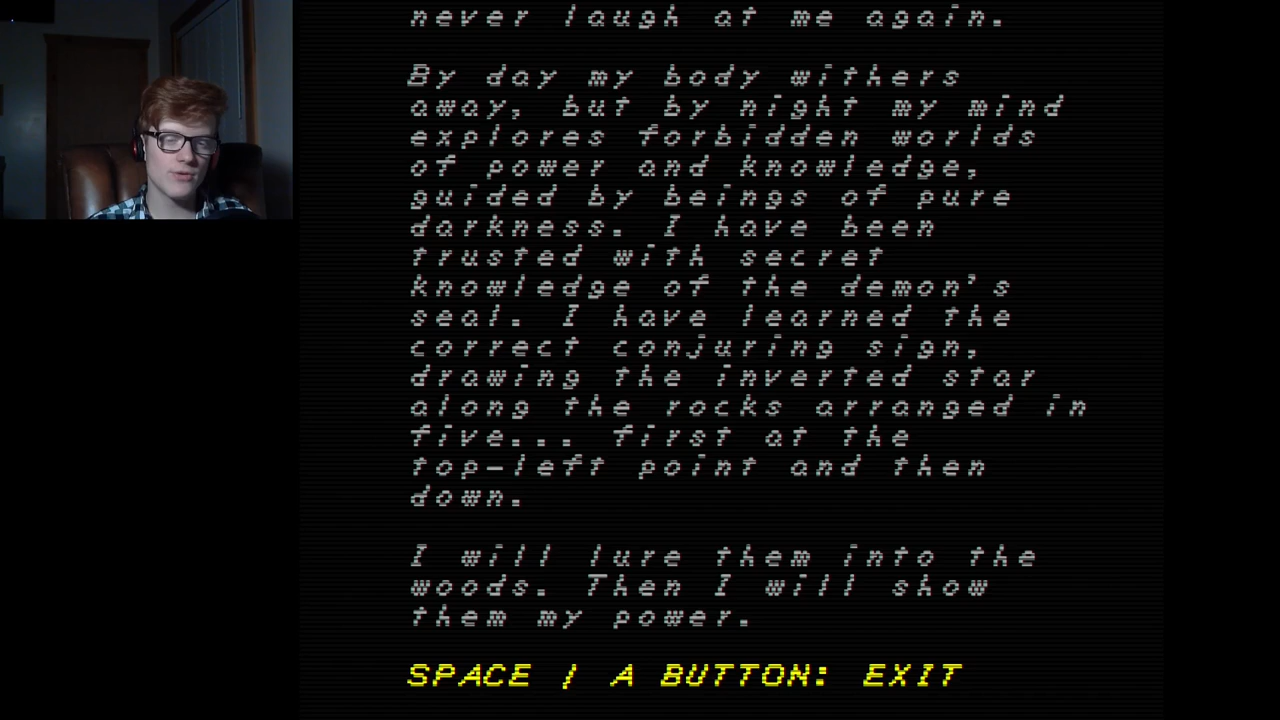 never laugh at me again.
By day my body withers
away, but by night my mind
explores forbidden worlds
of power and knowledge,
guided by beings of pure
darkness. I have been
trusted with secret
knowledge of the demon's
seal. I have learned the
correct conjuring sign,
drawing the inverted star
along the rocks arranged in
five... first at the
top-left point and then
down.
I will lure them into the
woods. Then I will show
them my power.
SPACE / A BUTTON: EXIT